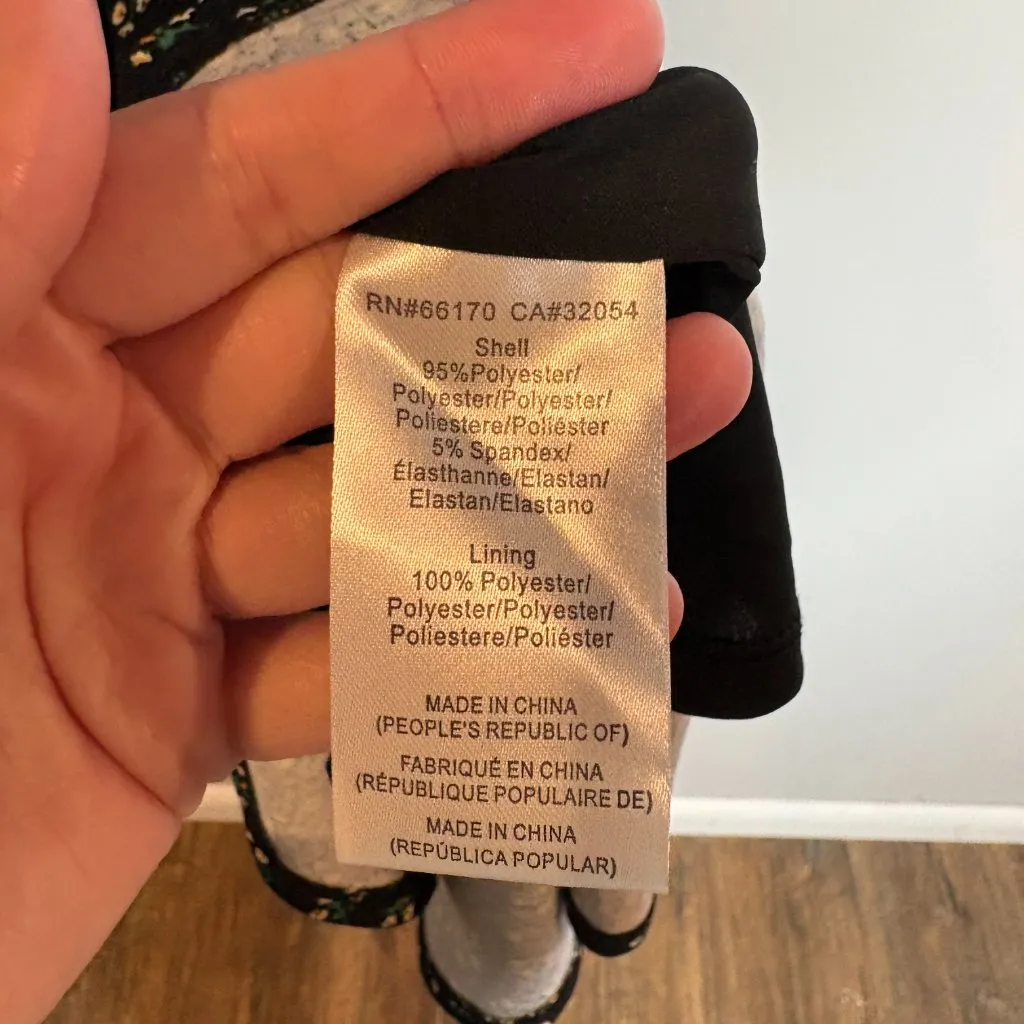 RN#66170 CA#32054
Shell
95%Polyester/
Polyester/Polyester/
Poliestere/Poliéster
5% Spandex/
Élasthanne/Elastan/
Elastan/Elastano
Lining
100% Polyester/
Polyester/Polyester/
Poliestere/Poliéster
MADE IN CHINA
(PEOPLE'S REPUBLIC OF)
FABRIQUÉ EN CHINA
(RÉPUBLIQUE POPULAIRE DE)
MADE IN CHINA
(REPÚBLICA POPULAR)